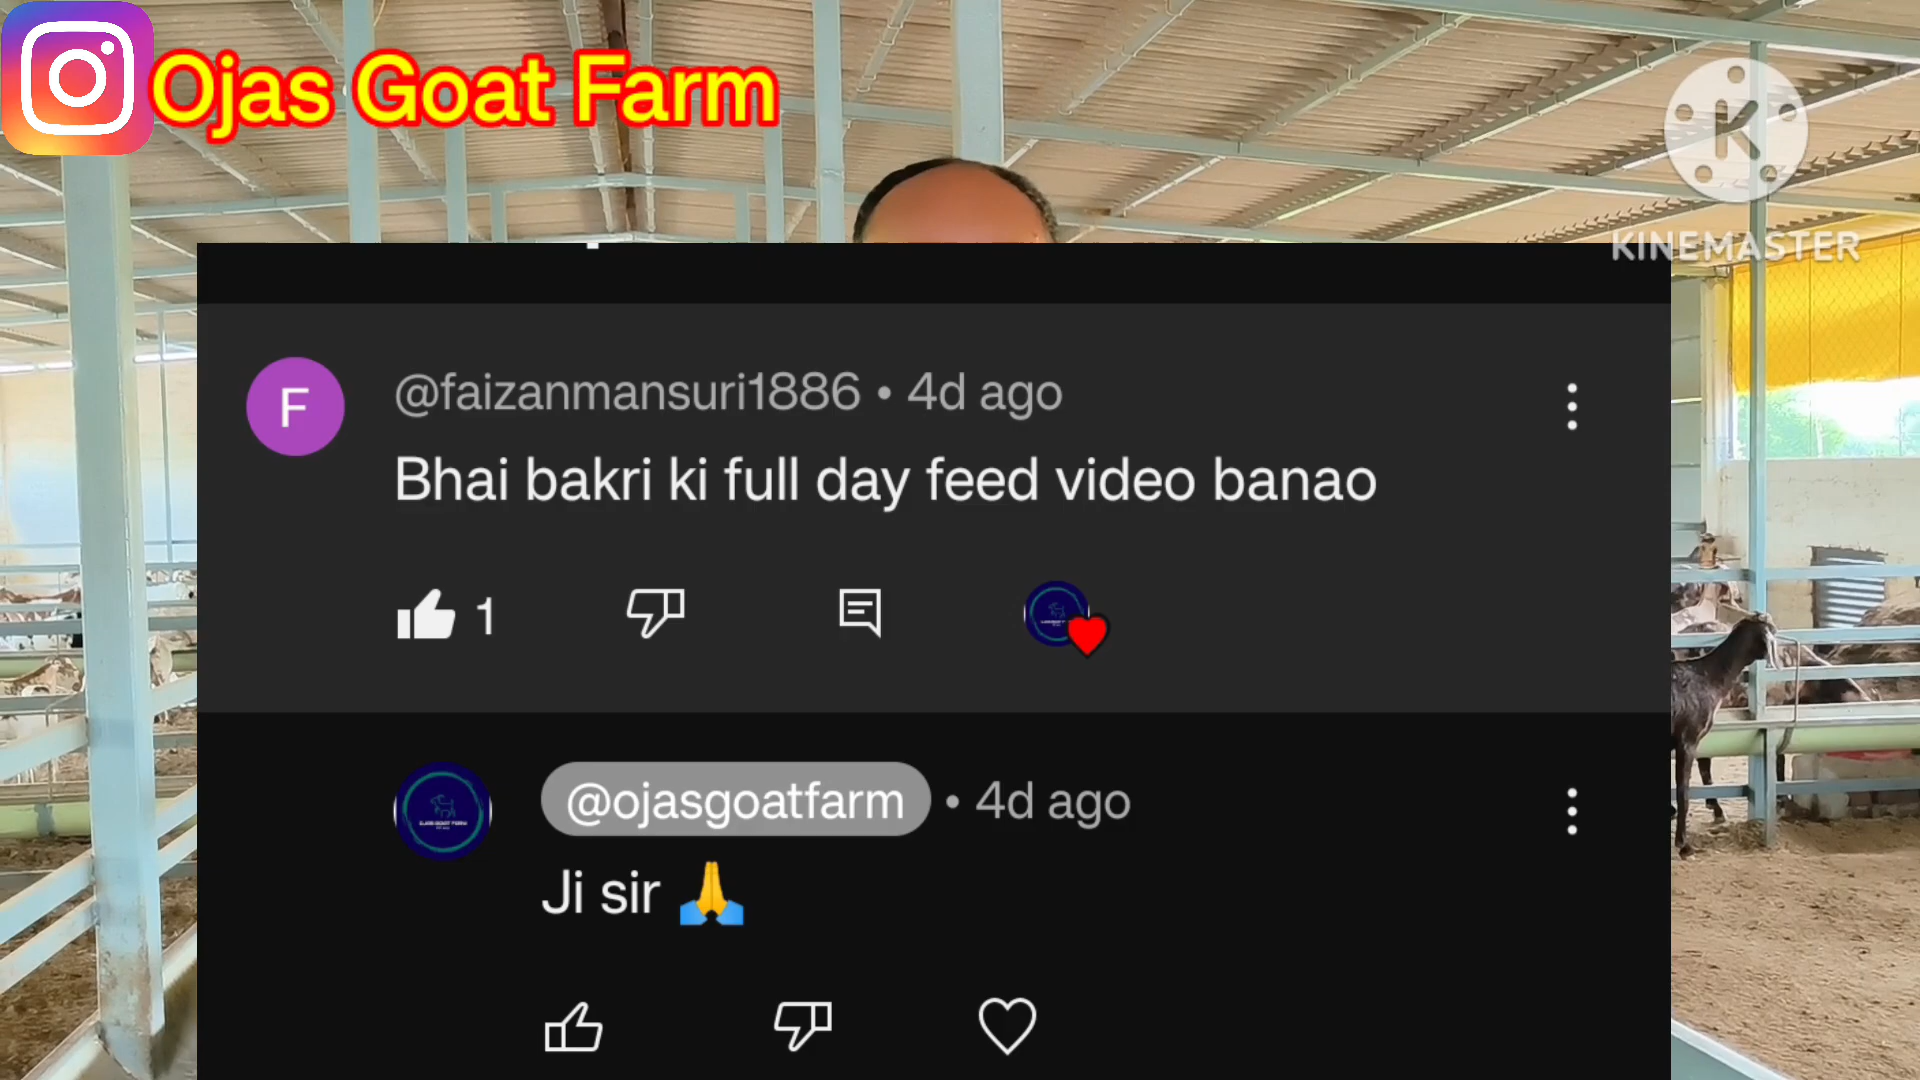 Ojas Goat Farm
K
KINEMASTER
F
@faizanmansuri1886 • 4d ago
Bhai bakri ki full day feed video banao
1
@ojasgoatfarm • 4d ago
Ji sir 🙏